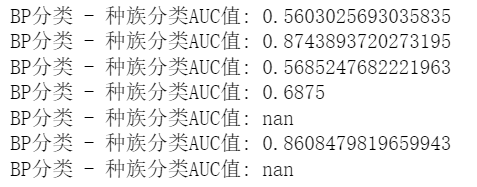 BP分类 - 种族分类AUC值: 0.5603025693035835
BP分类 - 种族分类AUC值: 0.8743893720273195
BP分类 - 种族分类AUC值: 0.5685247682221963
BP分类 - 种族分类AUC值: 0.6875
BP分类 - 种族分类AUC值: nan
BP分类 - 种族分类AUC值: 0.8608479819659943
BP分类 - 种族分类AUC值: nan